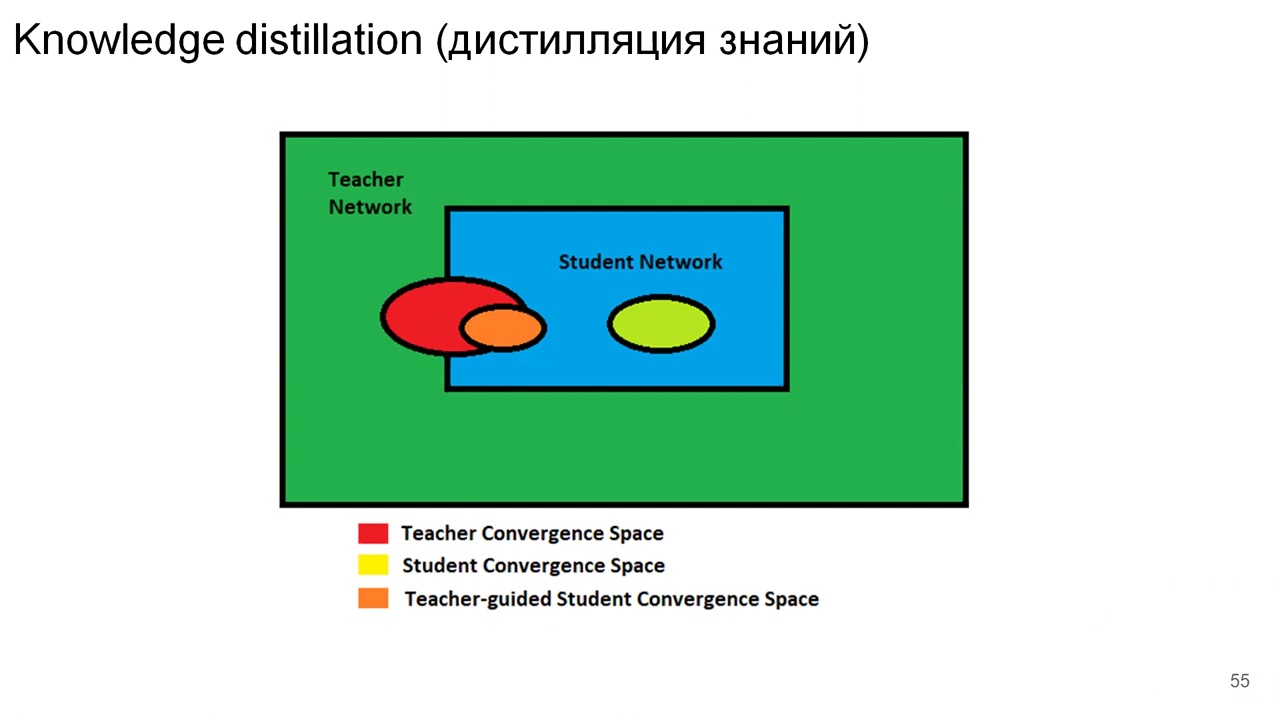 Knowledge distillation (дистилляция знаний)
Teacher
Network
Student Network
Teacher Convergence Space
Student Convergence Space
Teacher-guided Student Convergence Space
55